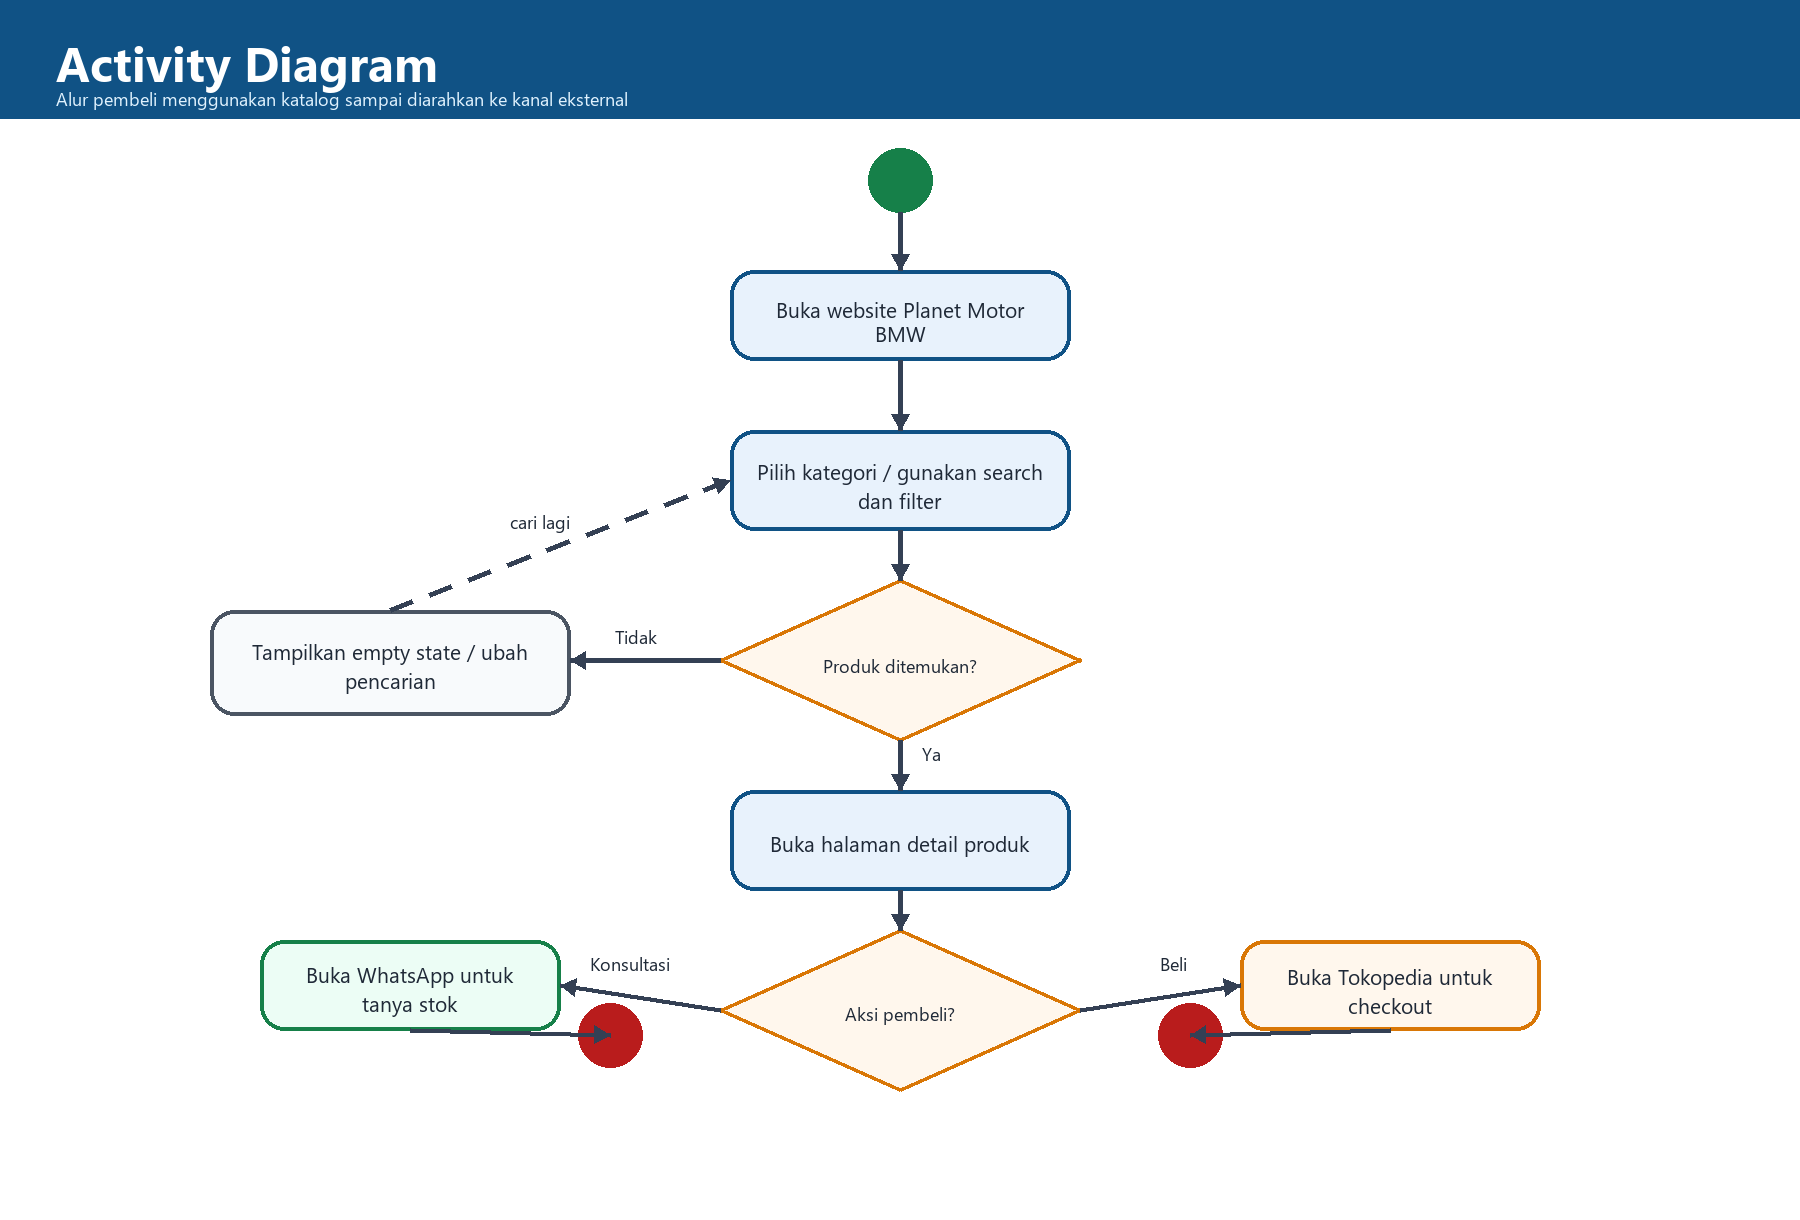 Activity Diagram
Alur pembeli menggunakan katalog sampai diarahkan ke kanal eksternal
Buka website Planet Motor
BMW
Pilih kategori / gunakan search
dan filter
cari lagi
Tidak
Tampilkan empty state / ubah
pencarian
Produk ditemukan?
Ya
Buka halaman detail produk
Konsultasi
Beli
Buka WhatsApp untuk
tanya stok
Aksi pembeli?
Buka Tokopedia untuk
checkout